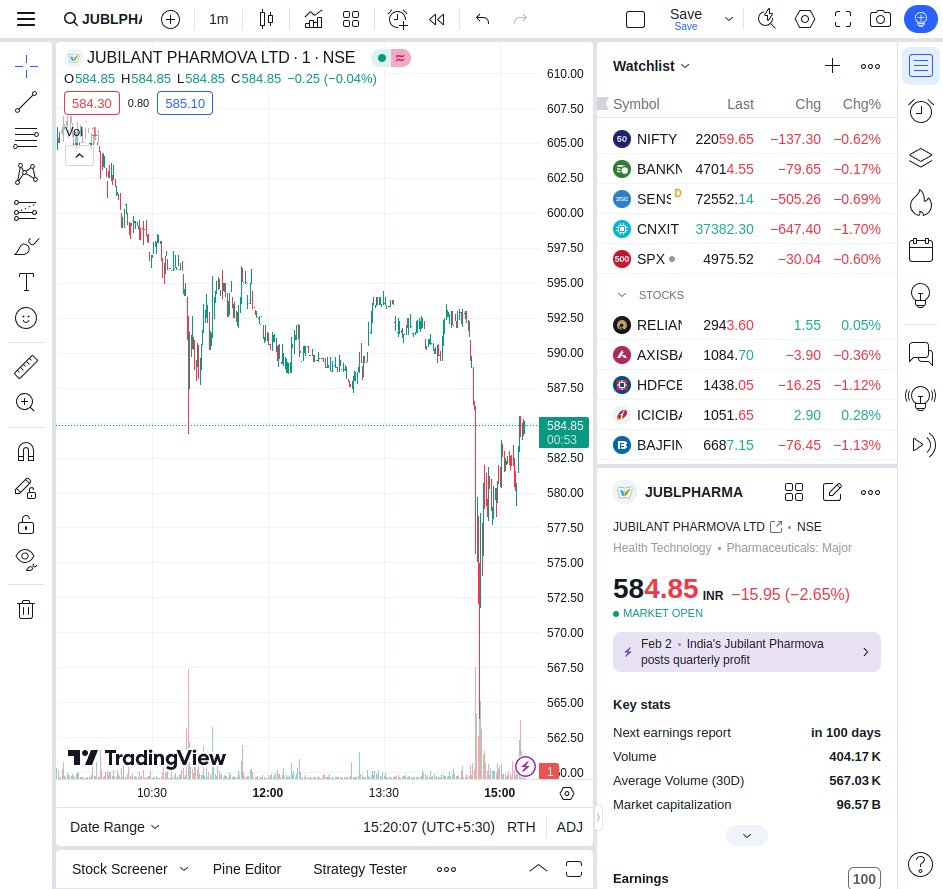 JUBLPHA
1m
Save
Save
JUBILANT PHARMOVA LTD · 1 · NSE
O584.85 H584.85 L584.85 C584.85 −0.25 (−0.04%)
584.30 0.80 585.10
Vol 1
610.00
607.50
605.00
602.50
600.00
597.50
595.00
592.50
590.00
587.50
584.85
00:53
582.50
580.00
577.50
575.00
572.50
570.00
567.50
565.00
562.50
1
TradingView
10:30 12:00 13:30 15:00
Date Range 15:20:07 (UTC+5:30) RTH ADJ
Stock Screener Pine Editor Strategy Tester
Watchlist
Symbol Last Chg Chg%
50 NIFTY 22059.65 −137.30 −0.62%
BANKN 47014.55 −79.65 −0.17%
SENS D 72552.14 −505.26 −0.69%
CNXIT 37382.30 −647.40 −1.70%
500 SPX 4975.52 −30.04 −0.60%
STOCKS
RELIAN 2943.60 1.55 0.05%
AXISBA 1084.70 −3.90 −0.36%
HDFCB 1438.05 −16.25 −1.12%
ICICIBA 1051.65 2.90 0.28%
BAJFIN 6687.15 −76.45 −1.13%
JUBLPHARMA
JUBILANT PHARMOVA LTD • NSE
Health Technology • Pharmaceuticals: Major
584.85 INR −15.95 (−2.65%)
MARKET OPEN
Feb 2 • India's Jubilant Pharmova
posts quarterly profit
Key stats
Next earnings report in 100 days
Volume 404.17 K
Average Volume (30D) 567.03 K
Market capitalization 96.57 B
Earnings 100